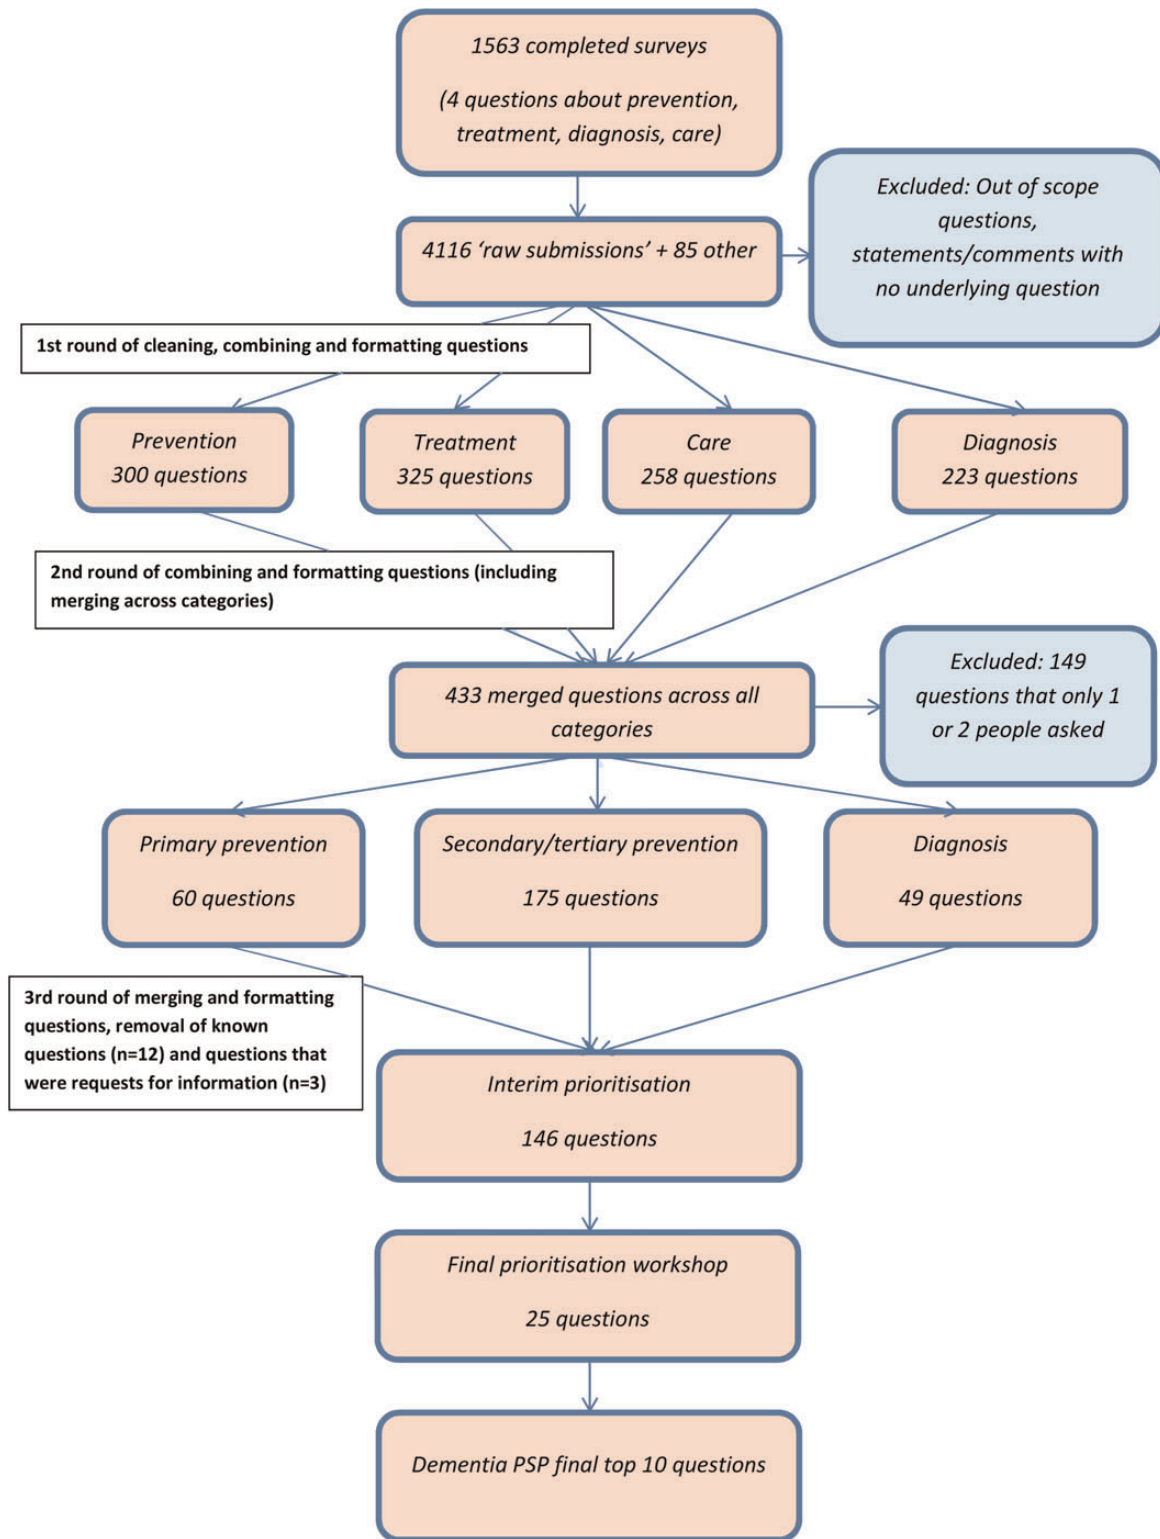 1563 completed surveys
(4 questions about prevention,
treatment, diagnosis, care)
Excluded: Out of scope
questions,
statements/comments with
no underlying question
4116 ‘raw submissions’ + 85 other
1st round of cleaning, combining and formatting questions
Prevention
300 questions
Treatment
325 questions
Care
258 questions
Diagnosis
223 questions
2nd round of combining and formatting questions (including
merging across categories)
433 merged questions across all
categories
Excluded: 149
questions that only 1
or 2 people asked
Primary prevention
60 questions
Secondary/tertiary prevention
175 questions
Diagnosis
49 questions
3rd round of merging and formatting
questions, removal of known
questions (n=12) and questions that
were requests for information (n=3)
Interim prioritisation
146 questions
Final prioritisation workshop
25 questions
Dementia PSP final top 10 questions